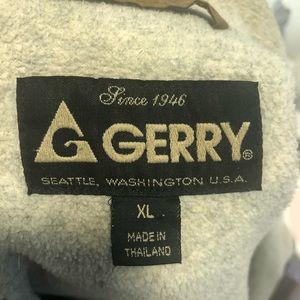 Since 1946
GERRY®
SEATTLE, WASHINGTON U.S.A.
XL
MADE IN
THAILAND